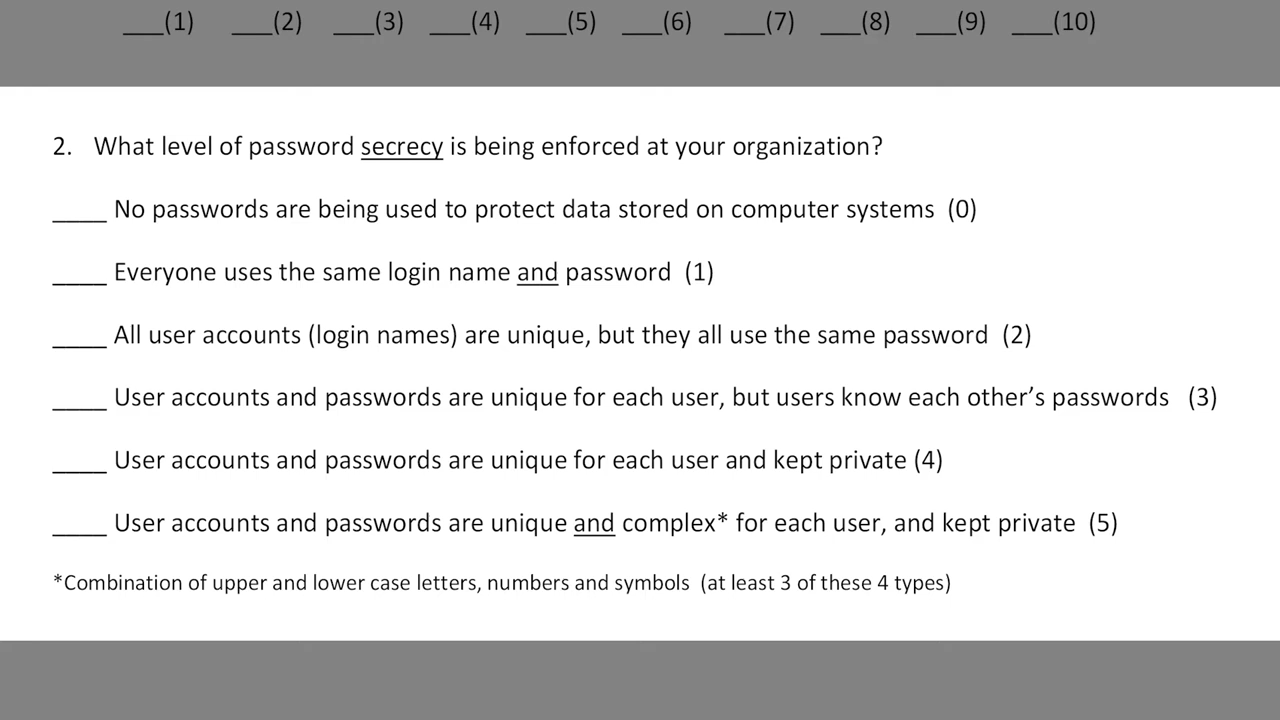 ___(1) ___(2) ___(3) ___(4) ___(5) ___(6) ___(7) ___(8) ___(9) ___(10)
2. What level of password secrecy is being enforced at your organization?
____ No passwords are being used to protect data stored on computer systems (0)
____ Everyone uses the same login name and password (1)
____ All user accounts (login names) are unique, but they all use the same password (2)
____ User accounts and passwords are unique for each user, but users know each other’s passwords (3)
____ User accounts and passwords are unique for each user and kept private (4)
____ User accounts and passwords are unique and complex* for each user, and kept private (5)
*Combination of upper and lower case letters, numbers and symbols (at least 3 of these 4 types)